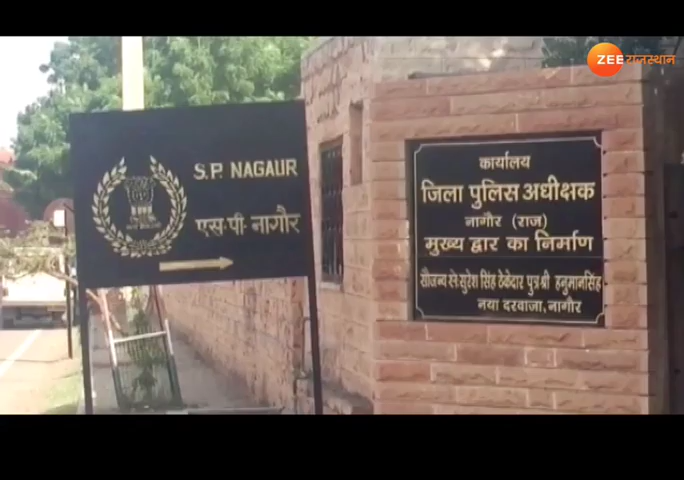 ZEE राजस्थान
S.P. NAGAUR
एस॰पी॰ नागौर
कार्यालय
जिला पुलिस अधीक्षक
नागौर (राज)
मुख्य द्वार का निर्माण
सौजन्य स्ने:सुरेश सिंह ठेकेदार पुत्र श्री हनुमानसिंह
नया दरवाजा, नागौर